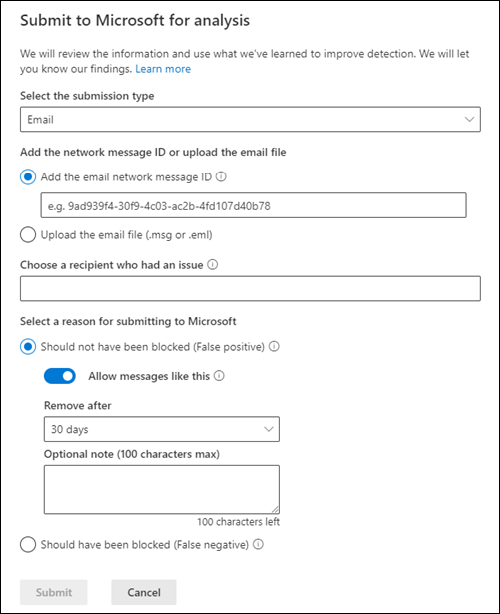 Submit to Microsoft for analysis
We will review the information and use what we've learned to improve detection. We will let
you know our findings. Learn more
Select the submission type
Email
Add the network message ID or upload the email file
Add the email network message ID
e.g. 9ad939f4-30f9-4c03-ac2b-4fd107d40b78
Upload the email file (.msg or .eml)
Choose a recipient who had an issue
Select a reason for submitting to Microsoft
Should not have been blocked (False positive)
Allow messages like this
Remove after
30 days
Optional note (100 characters max)
100 characters left
Should have been blocked (False negative)
Submit Cancel